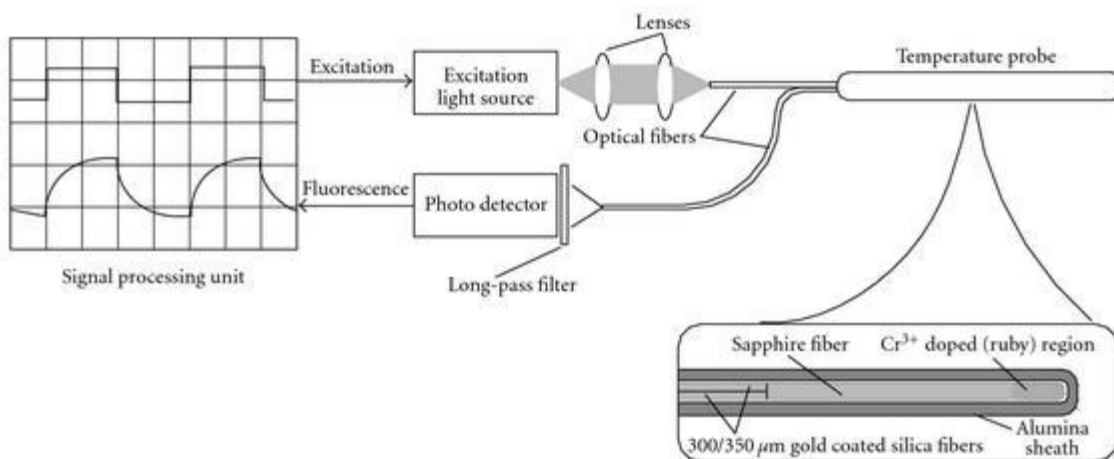 Lenses
Temperature probe
Excitation
Excitation
light source
Optical fibers
Fluorescence
Photo detector
Signal processing unit
Long-pass filter
Sapphire fiber
Cr³⁺ doped (ruby) region
300/350 μm gold coated silica fibers
Alumina
sheath